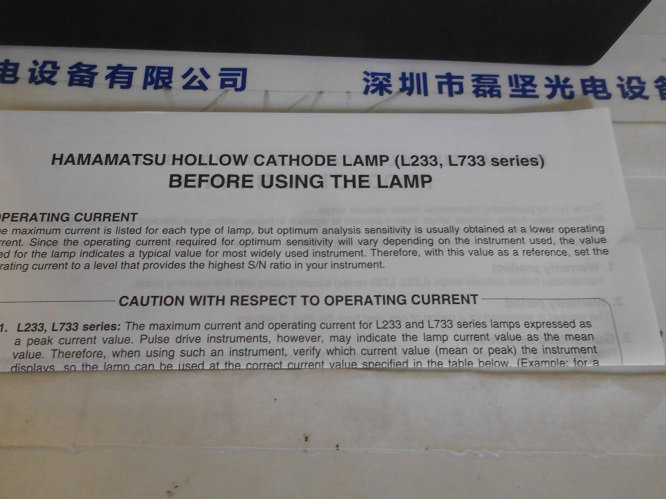 电设备有限公司 深圳市磊坚光电设备
HAMAMATSU HOLLOW CATHODE LAMP (L233, L733 series)
BEFORE USING THE LAMP
OPERATING CURRENT
maximum current is listed for each type of lamp, but optimum analysis sensitivity is usually obtained at a lower operating
rrent. Since the operating current required for optimum sensitivity will vary depending on the instrument used, the value
ed for the lamp indicates a typical value for most widely used instrument. Therefore, with this value as a reference, set the
rating current to a level that provides the highest S/N ratio in your instrument.
CAUTION WITH RESPECT TO OPERATING CURRENT
1. L233, L733 series: The maximum current and operating current for L233 and L733 series lamps expressed as
a peak current value. Pulse drive instruments, however, may indicate the lamp current value as the mean
value. Therefore, when using such an instrument, verify which current value (mean or peak) the instrument
displays, so the lamp can be used at the correct current value specified in the table below. (Example: for a